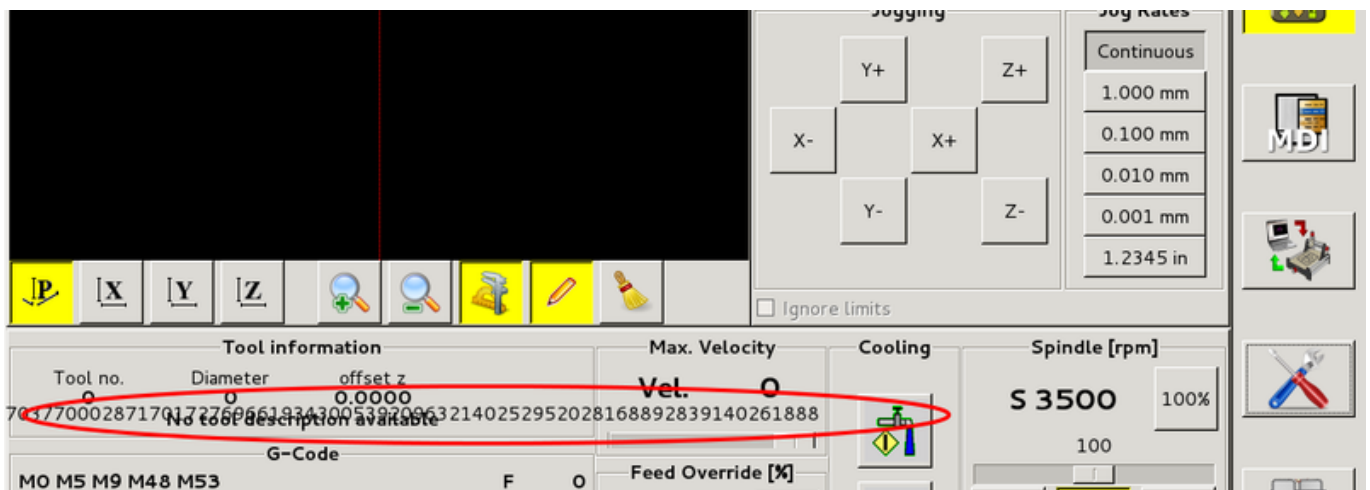 Jogging
Jog Rates
Continuous
Y+
Z+
1.000 mm
X-
X+
0.100 mm
MDI
0.010 mm
Y-
Z-
0.001 mm
1.2345 in
P
X
Y
Z
Ignore limits
Tool information
Max. Velocity
Cooling
Spindle [rpm]
Tool no.
Diameter
offset z
0
0
0.0000
Vel. 0
S 3500
100%
70377000287170172769661934300539209632140252952028168892839140261888
No tool description available
100
G-Code
M0 M5 M9 M48 M53
F 0
Feed Override [%]